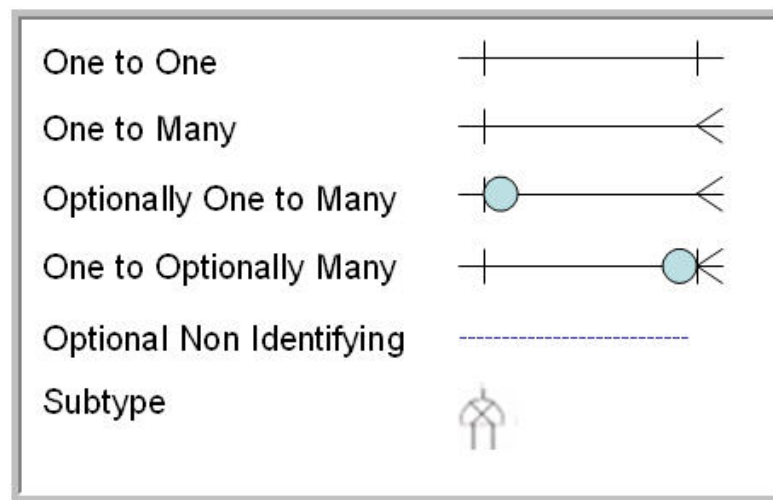 One to One
One to Many
Optionally One to Many
One to Optionally Many
Optional Non Identifying
Subtype